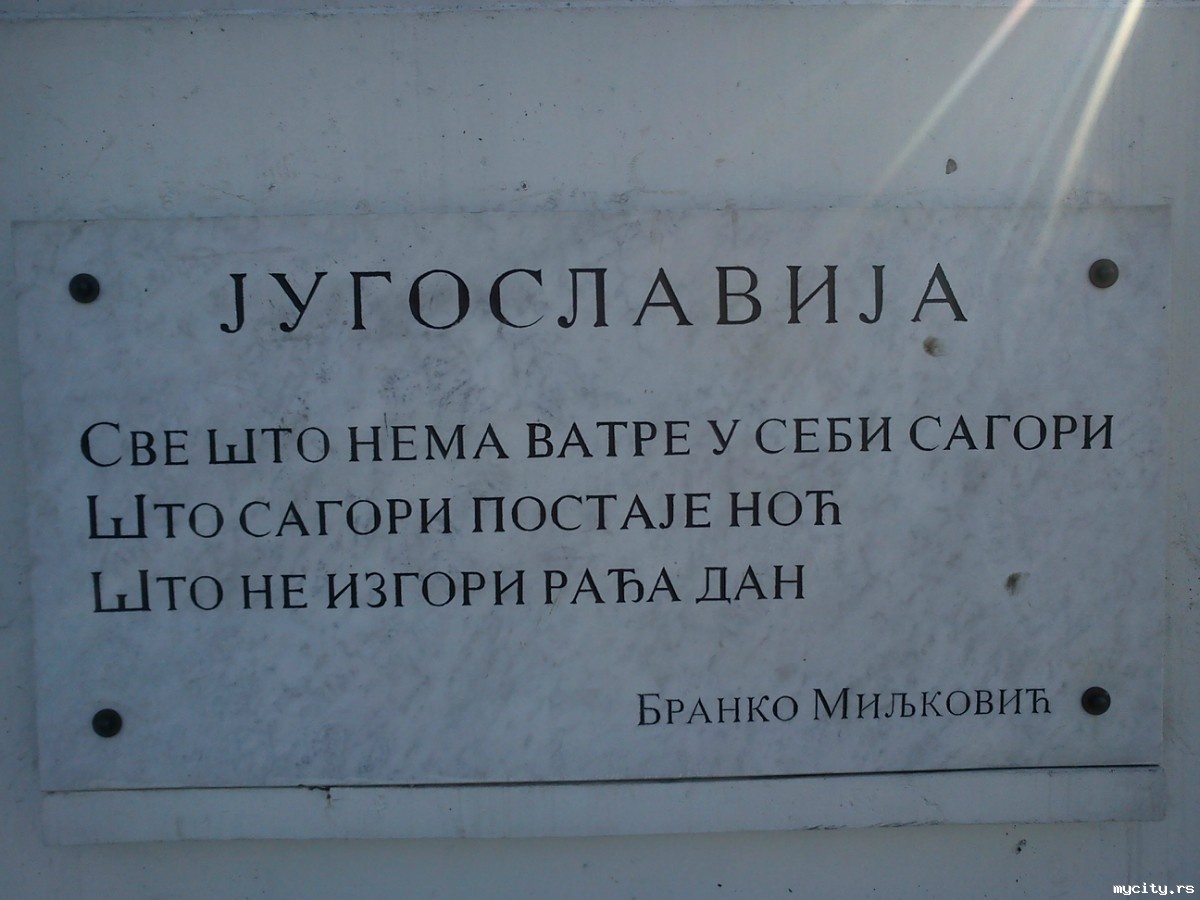 ЈУГОСЛАВИЈА
СВЕ ШТО НЕМА ВАТРЕ У СЕБИ САГОРИ
ШТО САГОРИ ПОСТАЈЕ НОЋ
ШТО НЕ ИЗГОРИ РАЂА ДАН
БРАНКО МИЉКОВИЋ
mycity.rs